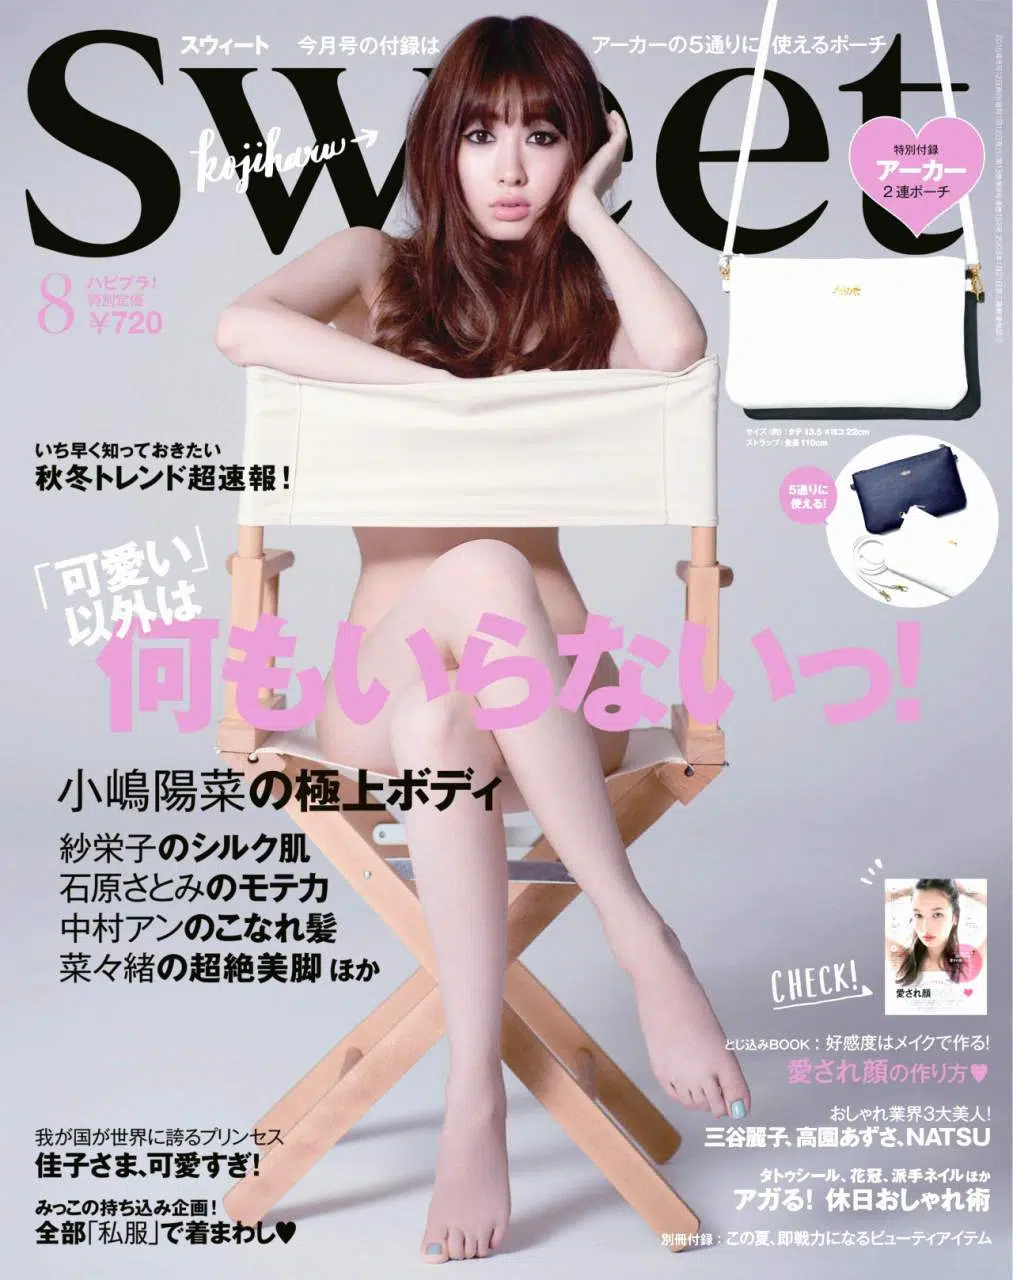 スウィート 今月号の付録は アーカーの5通りに使えるポーチ
Sweet
kojiharu→
特別付録
アーカー
2連ポーチ
8 ハピプラ!
特別定価
¥720
サイズ(約):タテ13.5×ヨコ22cm
ストラップ:全長110cm
5通りに
使える!
いち早く知っておきたい
秋冬トレンド超速報!
「可愛い」
以外は
何もいらないっ!
小嶋陽菜の極上ボディ
紗栄子のシルク肌
石原さとみのモテ力
中村アンのこなれ髪
菜々緒の超絶美脚 ほか
CHECK!
愛され顔
とじ込みBOOK:好感度はメイクで作る!
愛され顔の作り方♥
おしゃれ業界3大美人!
三谷麗子、高園あずさ、NATSU
タトゥシール、花冠、派手ネイルほか
アガる! 休日おしゃれ術
別冊付録:この夏、即戦力になるビューティアイテム
我が国が世界に誇るプリンセス
佳子さま、可愛すぎ!
みっこの持ち込み企画!
全部「私服」で着まわし♥